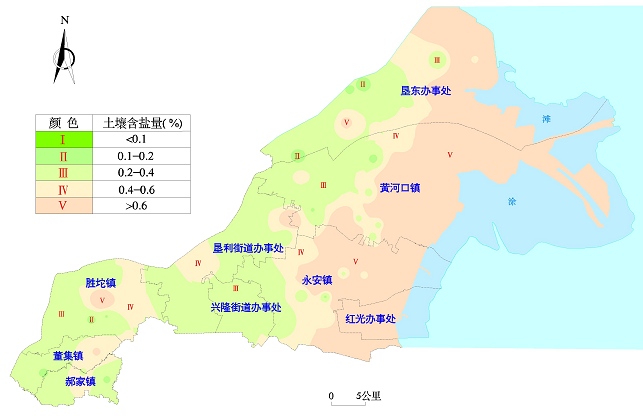 N
颜 色 土壤含盐量(%)
Ⅰ <0.1
Ⅱ 0.1-0.2
Ⅲ 0.2-0.4
Ⅳ 0.4-0.6
Ⅴ >0.6
Ⅲ
Ⅱ
垦东办事处
Ⅴ
滩
Ⅳ
Ⅴ
Ⅱ
Ⅲ
黄河口镇
涂
垦利街道办事处
Ⅳ
Ⅳ
Ⅴ
胜坨镇
永安镇
Ⅲ
Ⅴ
Ⅳ
兴隆街道办事处
Ⅲ
Ⅱ
红光办事处
董集镇
郝家镇
0 5公里